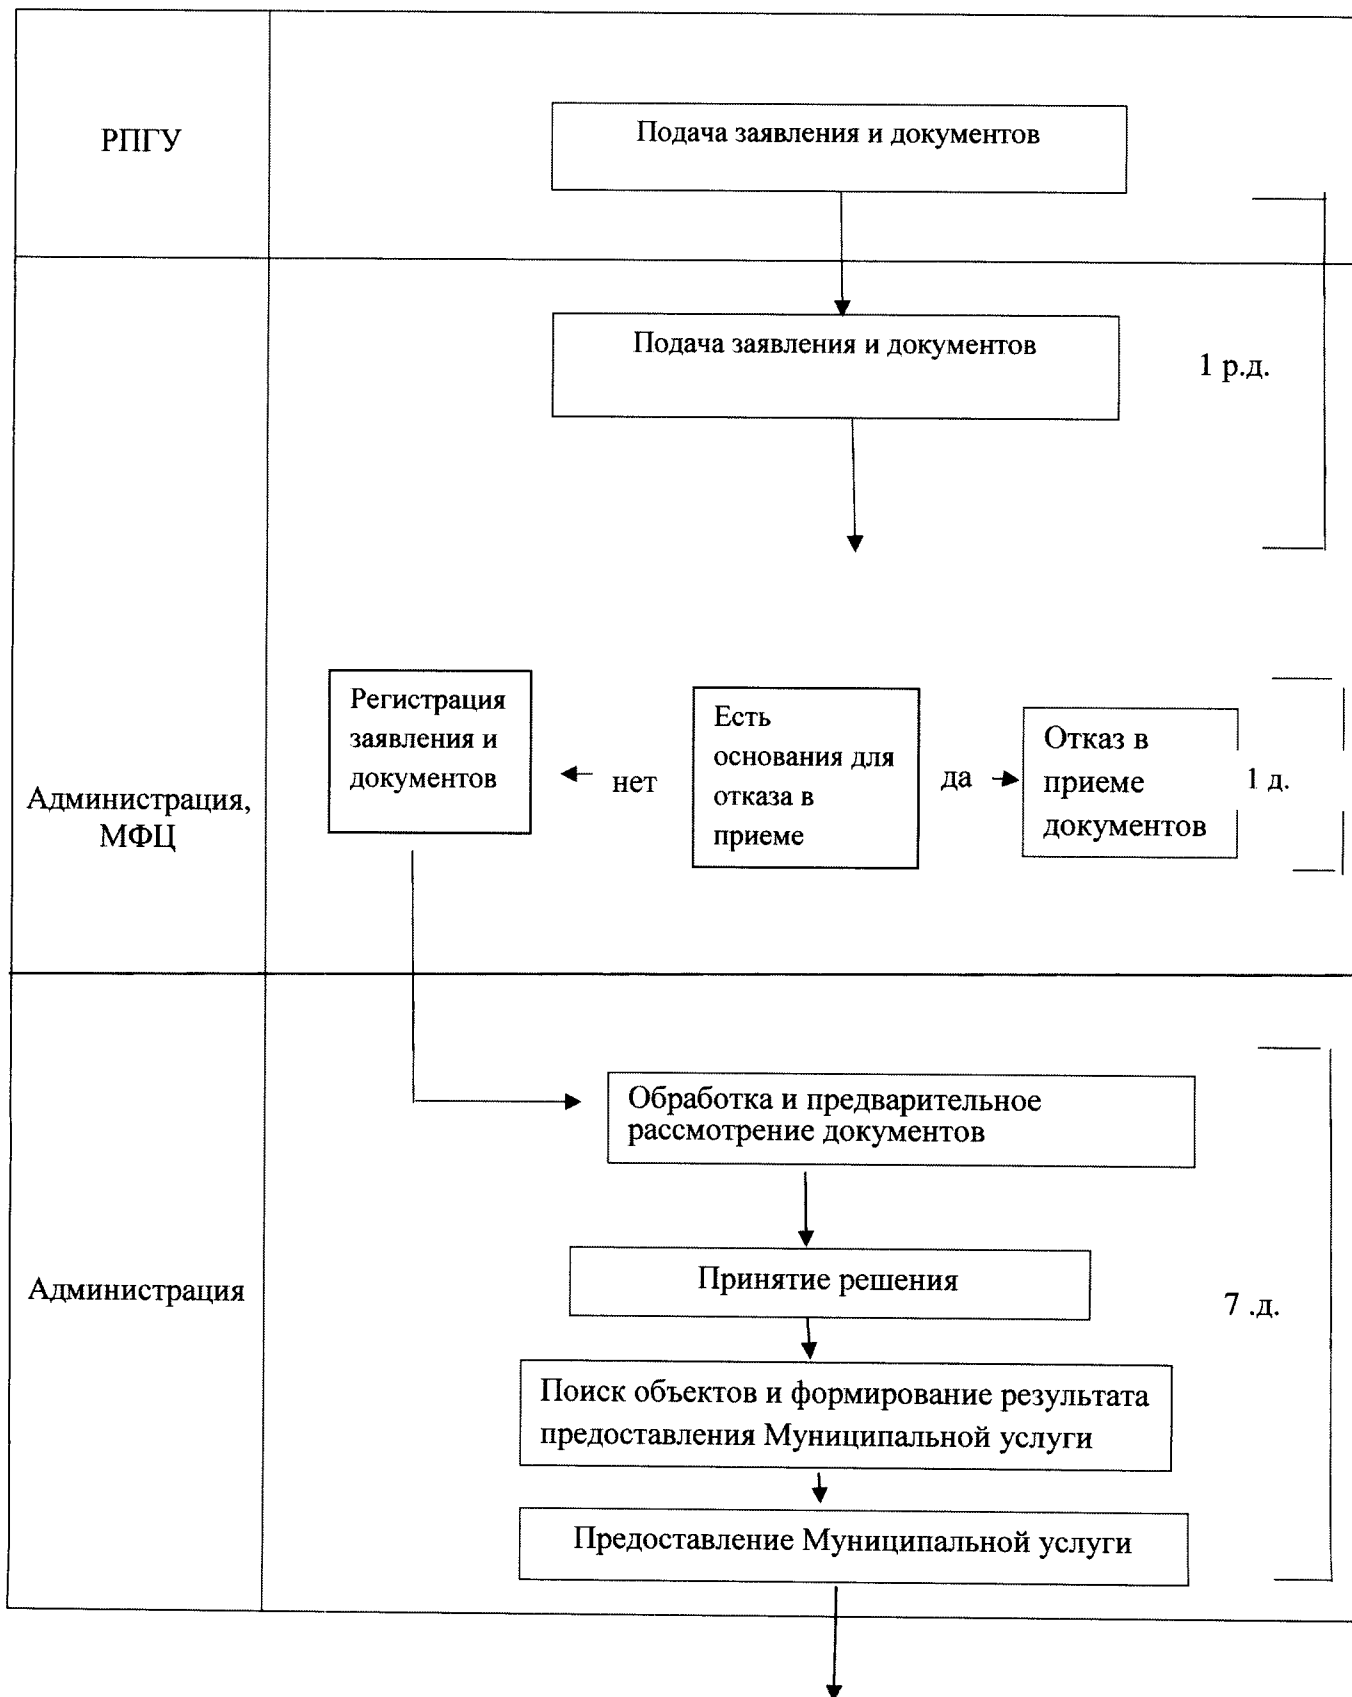 РПГУ
Подача заявления и документов
Подача заявления и документов
1 р.д.
Администрация,
МФЦ
Регистрация
заявления и
документов
нет
Есть
основания для
отказа в
приеме
да
Отказ в
приеме
документов
1 д.
Администрация
Обработка и предварительное
рассмотрение документов
Принятие решения
7 .д.
Поиск объектов и формирование результата
предоставления Муниципальной услуги
Предоставление Муниципальной услуги